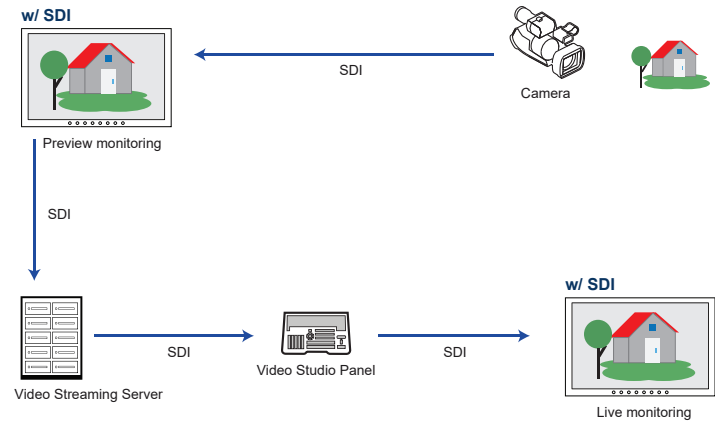 w/ SDI
SDI
Camera
Preview monitoring
SDI
w/ SDI
SDI
SDI
Video Studio Panel
Video Streaming Server
Live monitoring